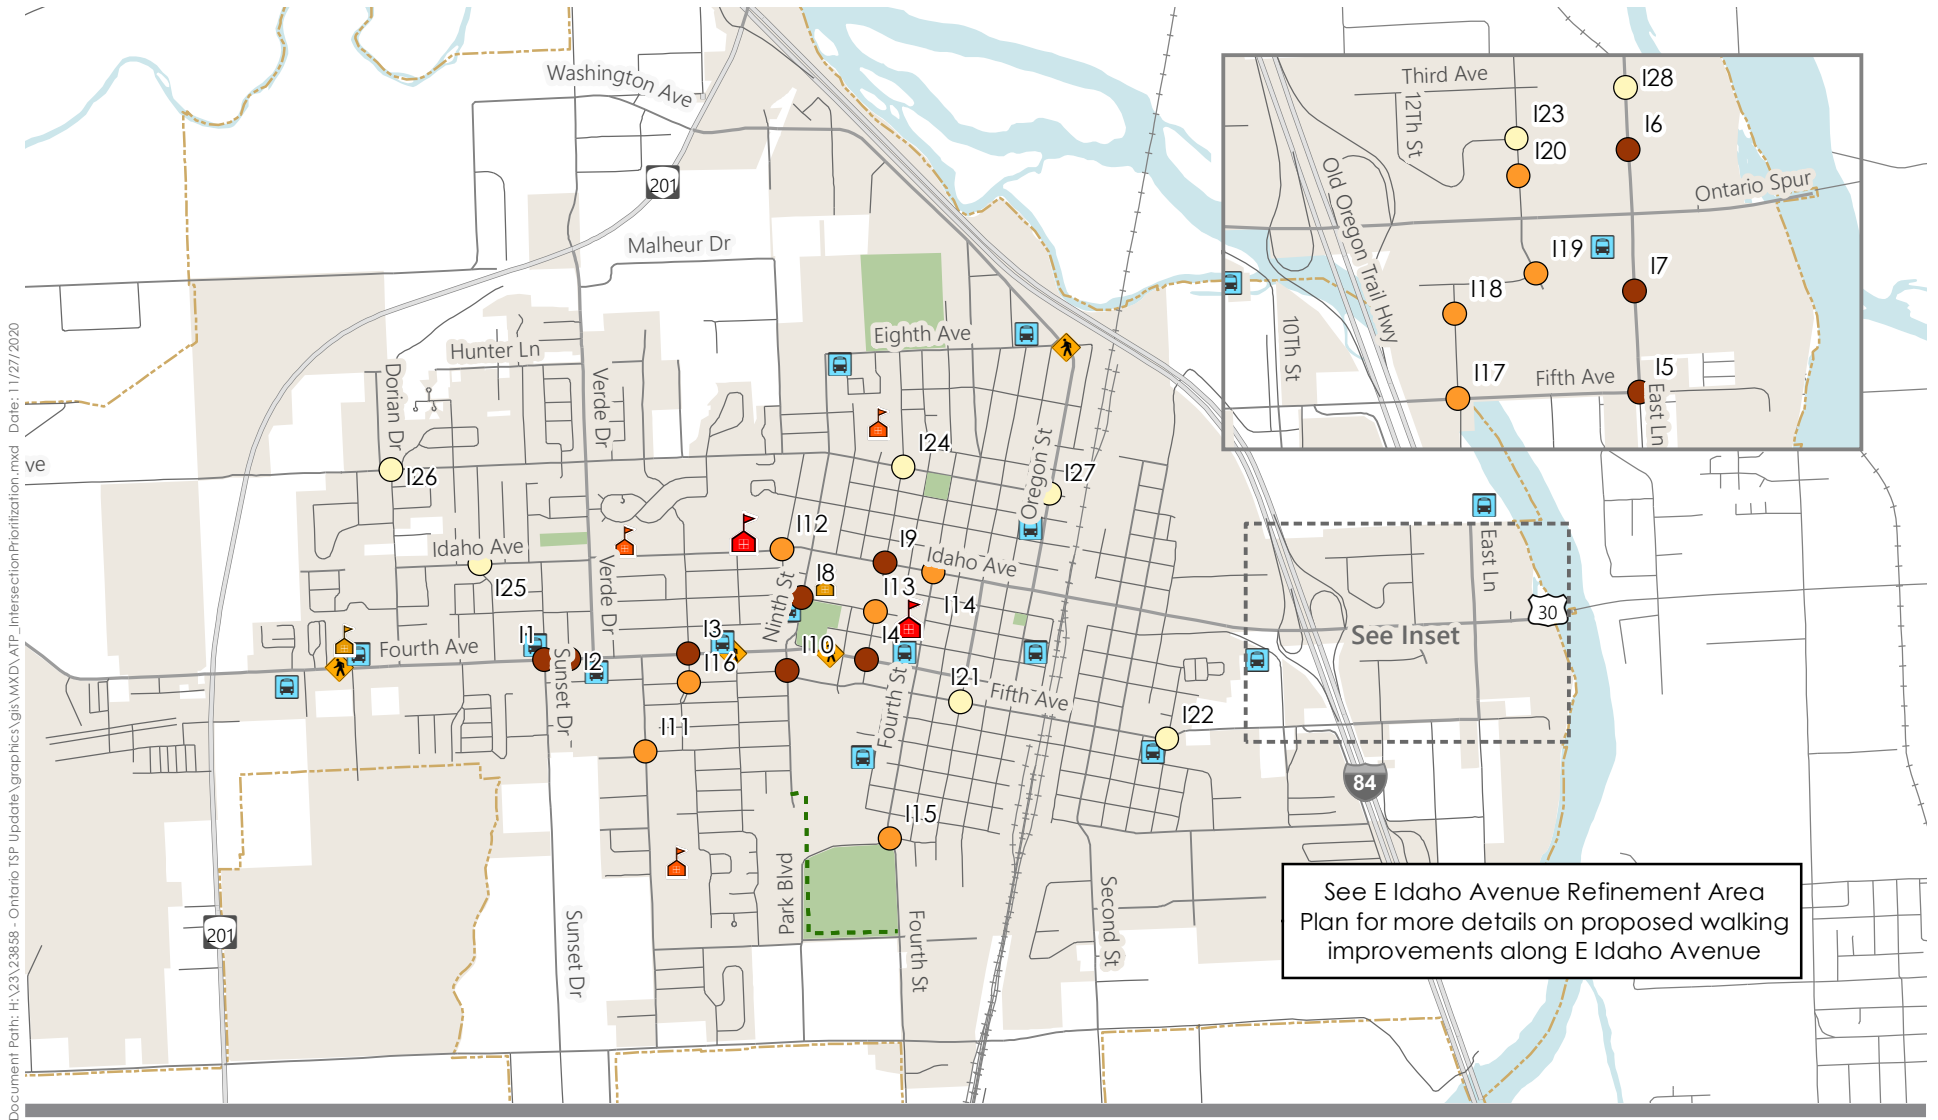 Document Path: H:\23\23858 - Ontario TSP Update\graphics\gis\MXD\ATP_IntersectionPrioritization.mxd Date: 11/27/2020
Washington Ave
201
Malheur Dr
Hunter Ln
Dorian Dr
Verde Dr
Eighth Ave
ve
I26
I24
I27
Oregon St
Idaho Ave
I25
Verde Dr
I12
I9
Idaho Ave
I8
I13
I14
Ninth St
Fourth Ave
I1
Sunset Dr
I2
I3
I16
I10
I4
Fourth St
I21
Fifth Ave
I22
I11
I15
Park Blvd
Sunset Dr
Fourth St
Second St
201
84
30
East Ln
See Inset
Third Ave
12Th St
I28
I23
I6
I20
Old Oregon Trail Hwy
Ontario Spur
I19
I7
I18
10Th St
I17
Fifth Ave
I5
East Ln
See E Idaho Avenue Refinement Area
Plan for more details on proposed walking
improvements along E Idaho Avenue